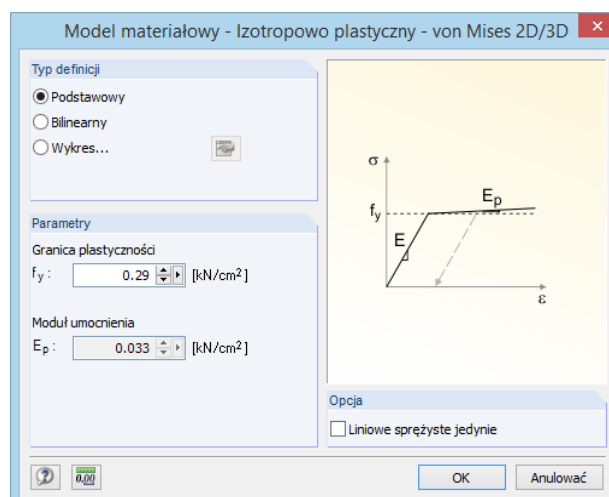 Model materiałowy - Izotropowo plastyczny - von Mises 2D/3D
Typ definicji
Podstawowy
Bilinearny
Wykres...
Parametry
Granica plastyczności
fy : 0.29 [kN/cm²]
Moduł umocnienia
Ep : 0.033 [kN/cm²]
σ
fy
E
Ep
ε
Opcja
Liniowe sprężyste jedynie
0.00
OK
Anulować